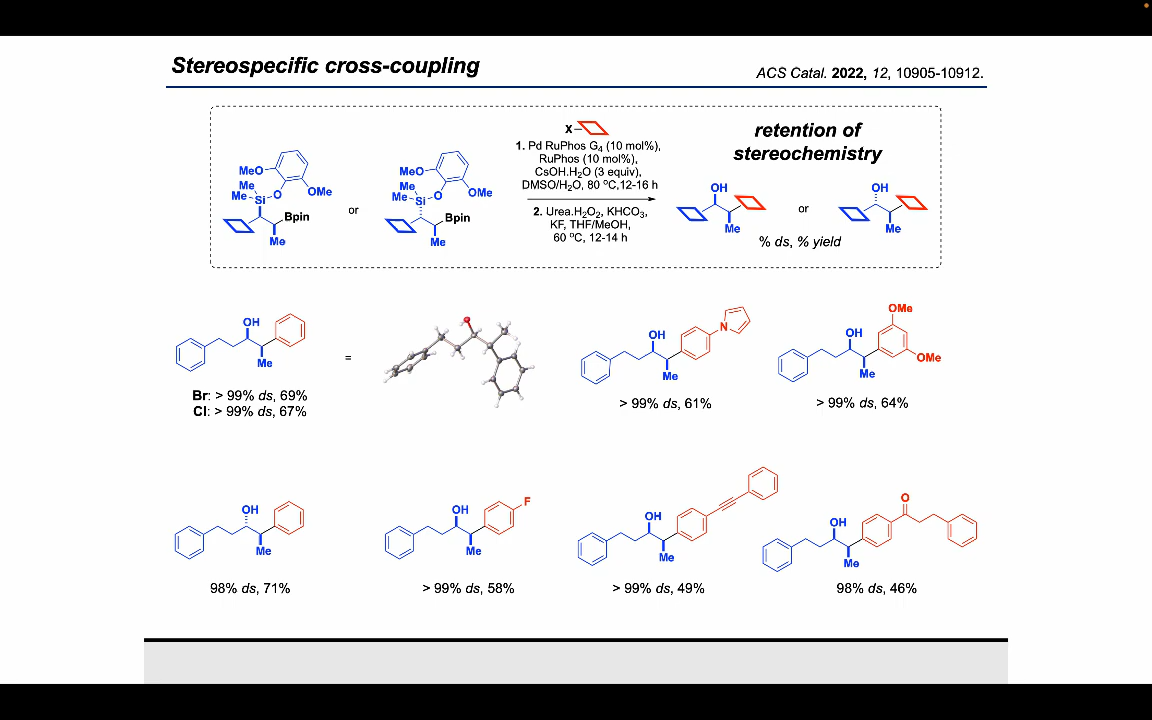 Stereospecific cross-coupling
ACS Catal. 2022, 12, 10905-10912.
MeO
OMe
Me
Me
Si
O
Bpin
Me
or
MeO
OMe
Me
Me
Si
O
Bpin
Me
X
1. Pd RuPhos G4 (10 mol%),
RuPhos (10 mol%),
CsOH.H2O (3 equiv),
DMSO/H2O, 80 ºC,12-16 h
2. Urea.H2O2, KHCO3,
KF, THF/MeOH,
60 ºC, 12-14 h
retention of
stereochemistry
OH
Me
or
OH
Me
% ds, % yield
OH
Me
Br: > 99% ds, 69%
Cl: > 99% ds, 67%
=
OH
N
Me
> 99% ds, 61%
OMe
OH
OMe
Me
> 99% ds, 64%
OH
Me
98% ds, 71%
F
OH
Me
> 99% ds, 58%
OH
Me
> 99% ds, 49%
O
OH
Me
98% ds, 46%